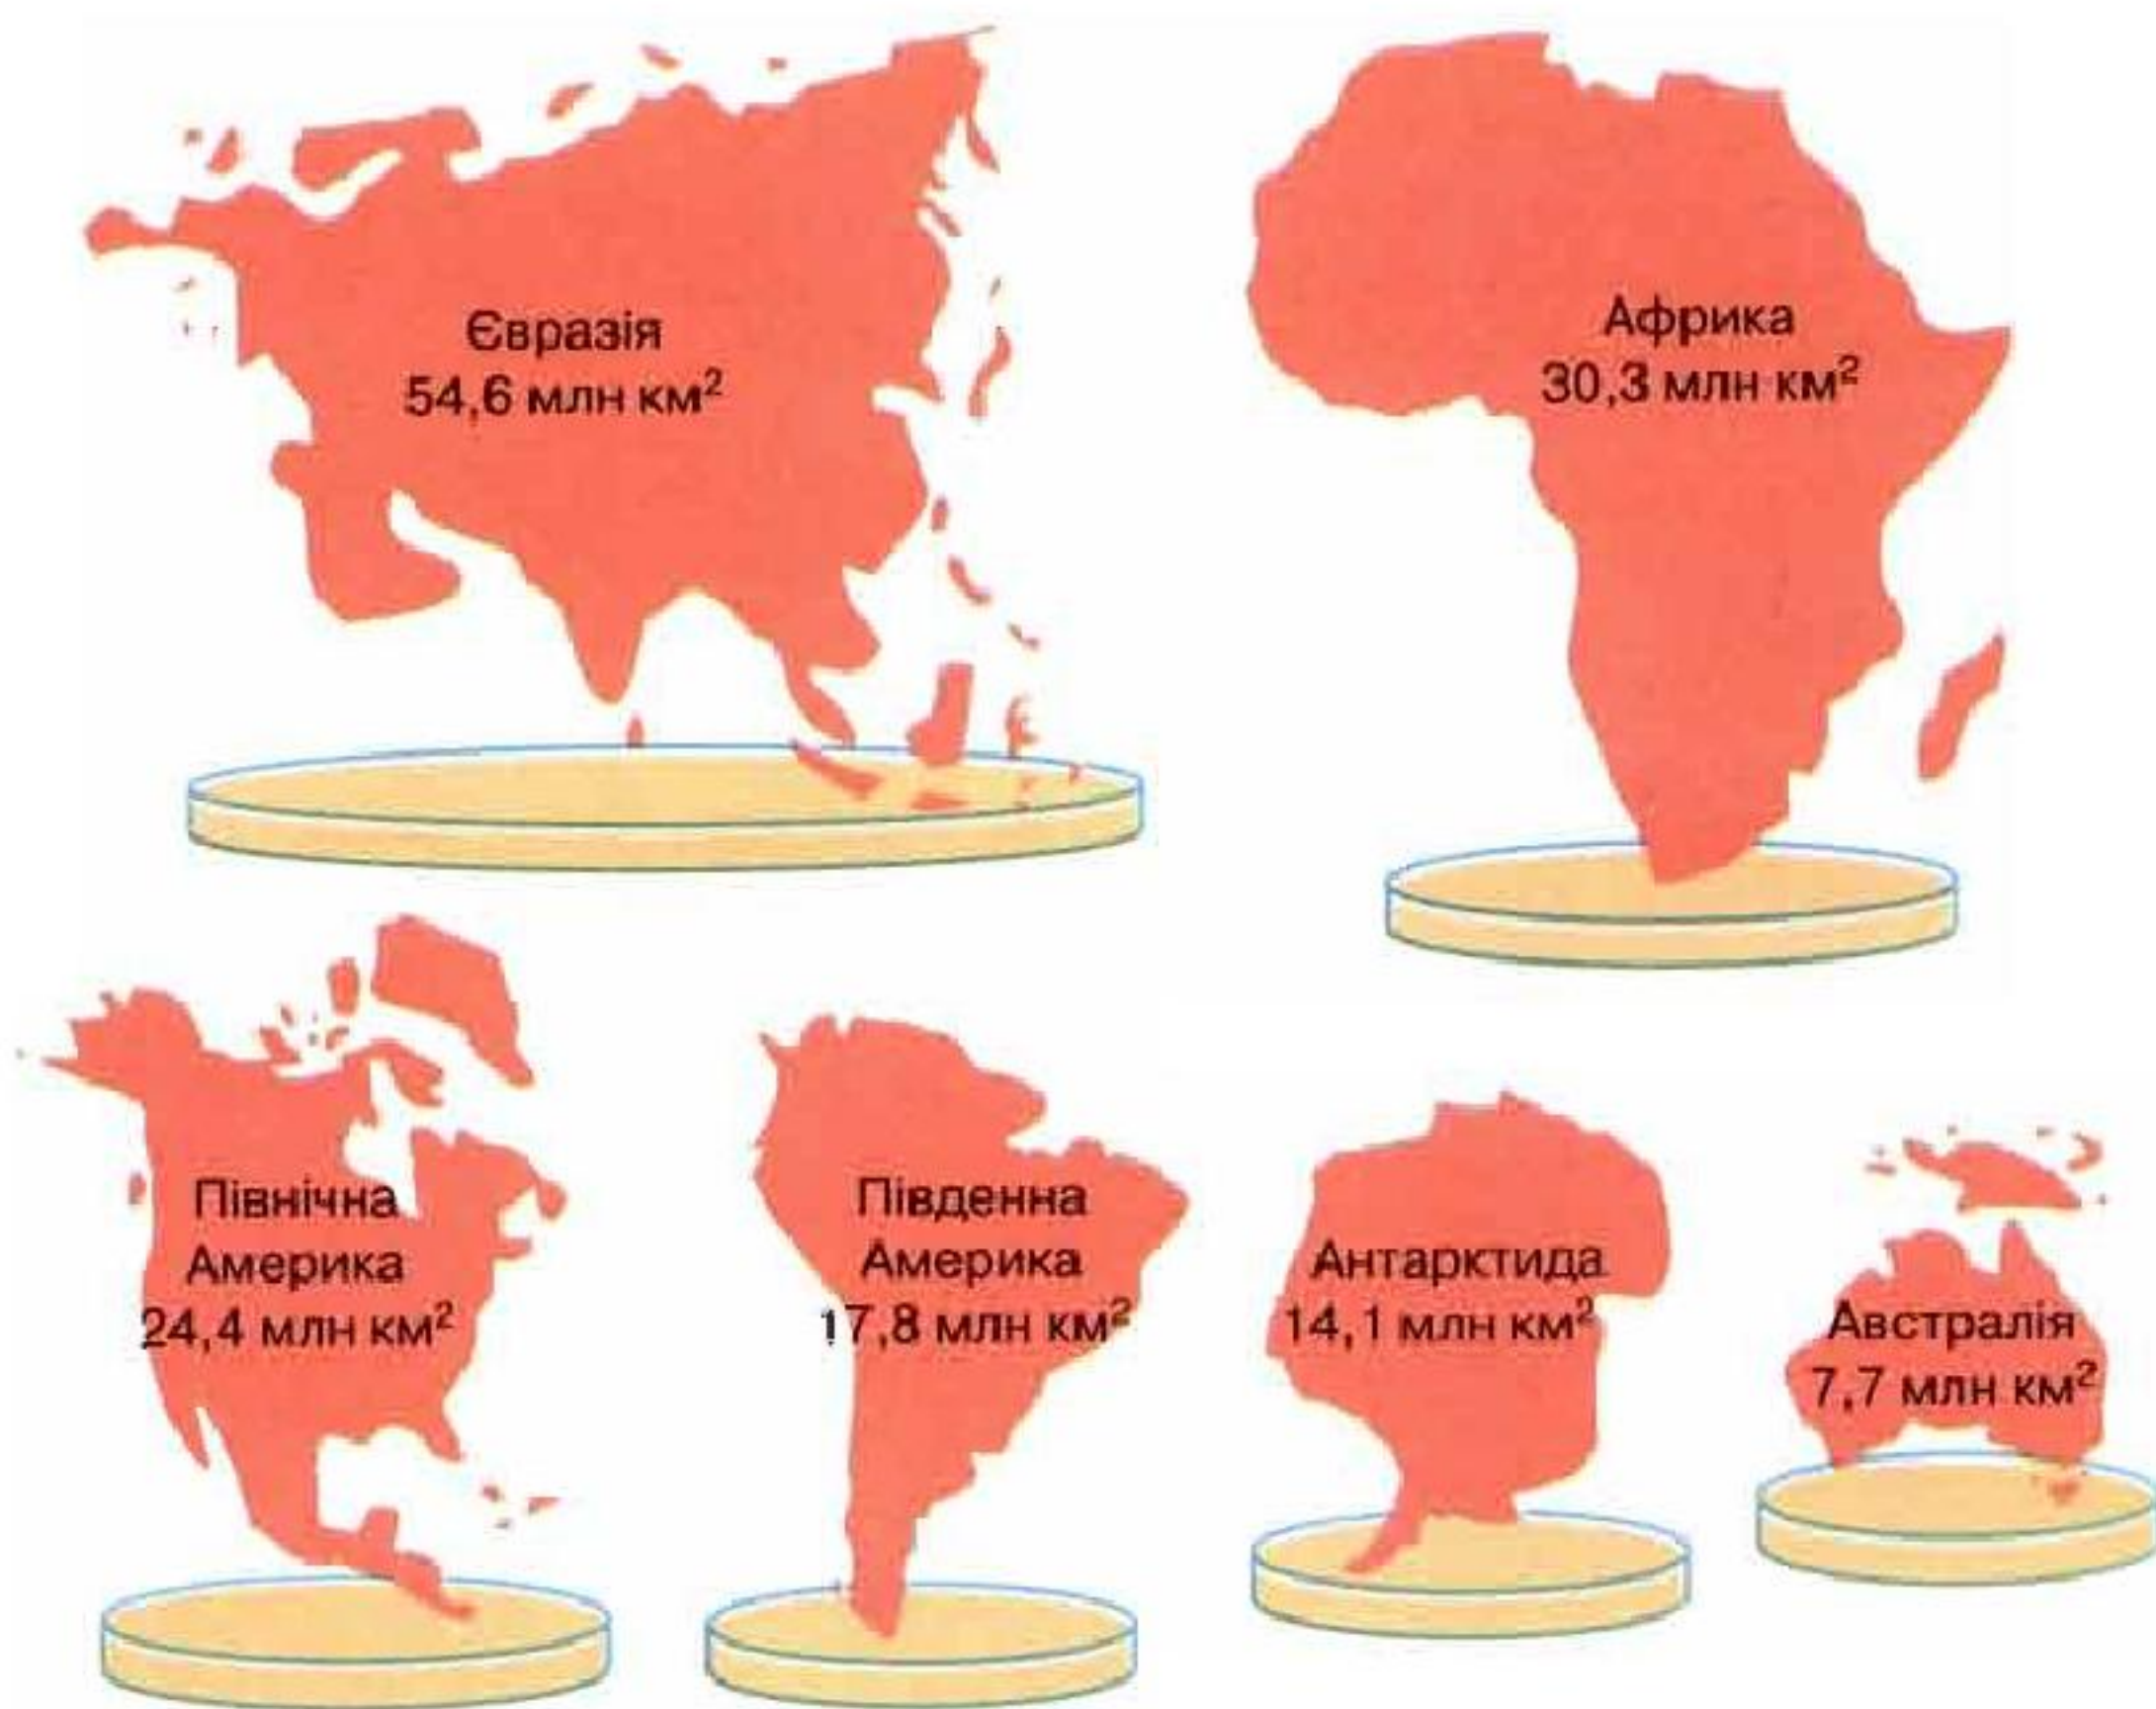 Євразія
54,6 млн км²
Африка
30,3 млн км²
Північна
Америка
24,4 млн км²
Південна
Америка
17,8 млн км²
Антарктида
14,1 млн км²
Австралія
7,7 млн км²